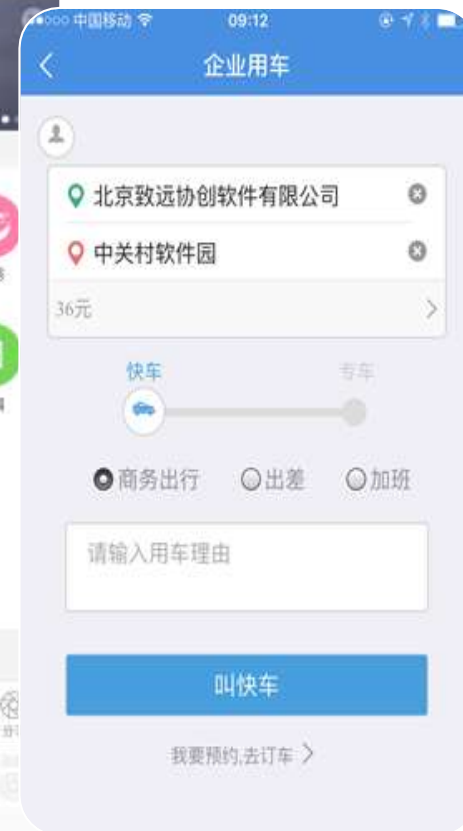 中国移动 09:12
企业用车
北京致远协创软件有限公司
中关村软件园
36元
快车 专车
商务出行 出差 加班
请输入用车理由
叫快车
我要预约,去订车